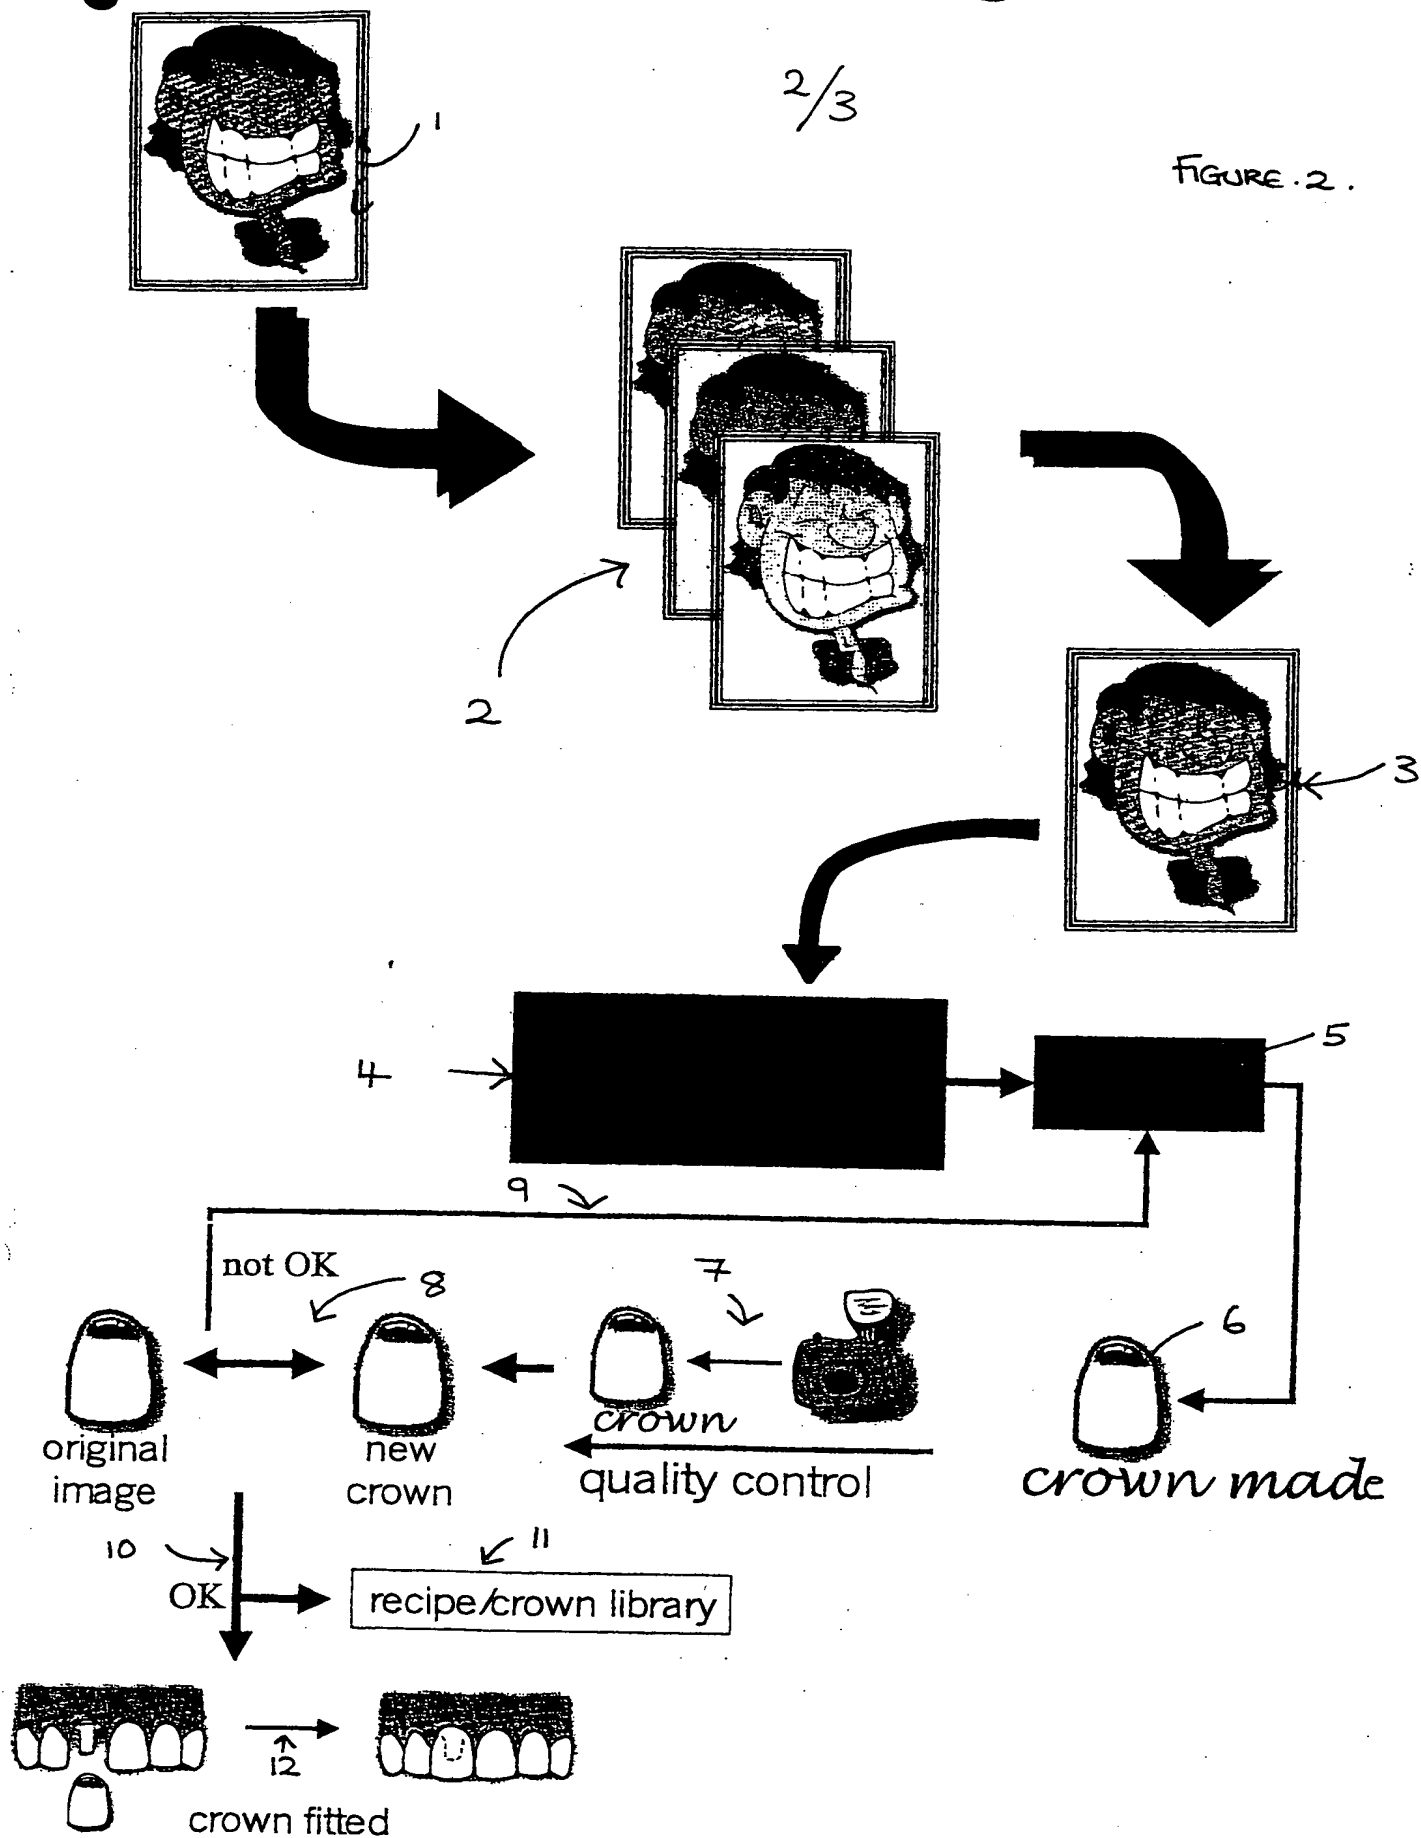 2/3
FIGURE.2.
1
2
3
4
5
9
not OK
8
7
6
crown
original
image
new
crown
quality control
crown made
10
11
OK
recipe/crown library
12
crown fitted